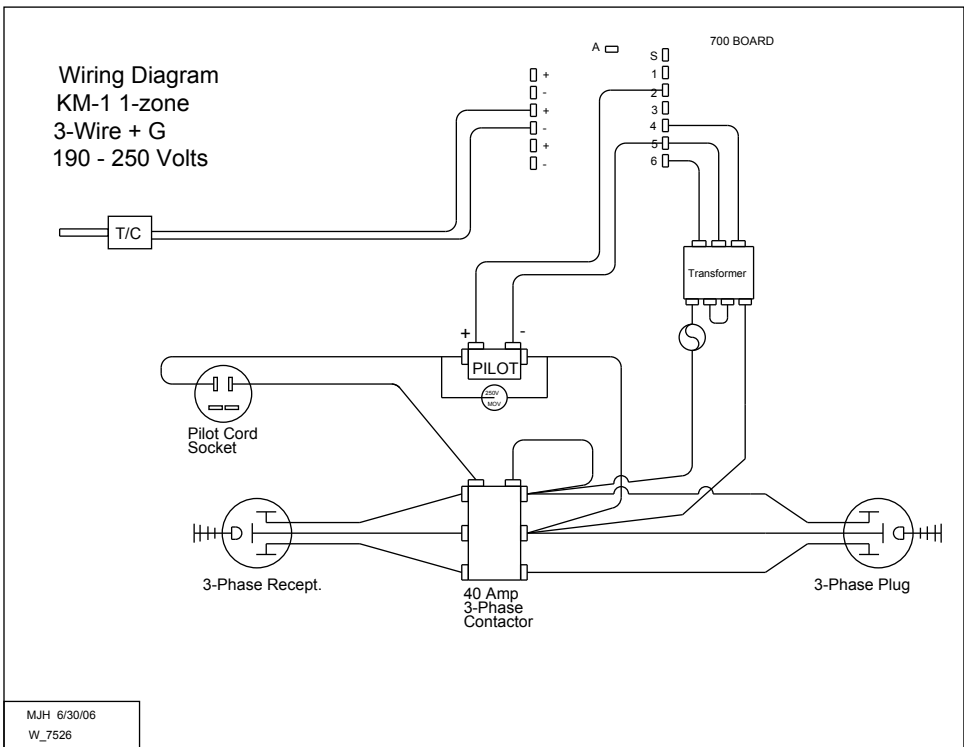 Wiring Diagram
KM-1 1-zone
3-Wire + G
190 - 250 Volts
+
-
+
-
+
-
A
700 BOARD
S
1
2
3
4
5
6
T/C
Transformer
+
-
PILOT
250V
MOV
Pilot Cord
Socket
3-Phase Recept.
40 Amp
3-Phase
Contactor
3-Phase Plug
MJH 6/30/06
W_7526